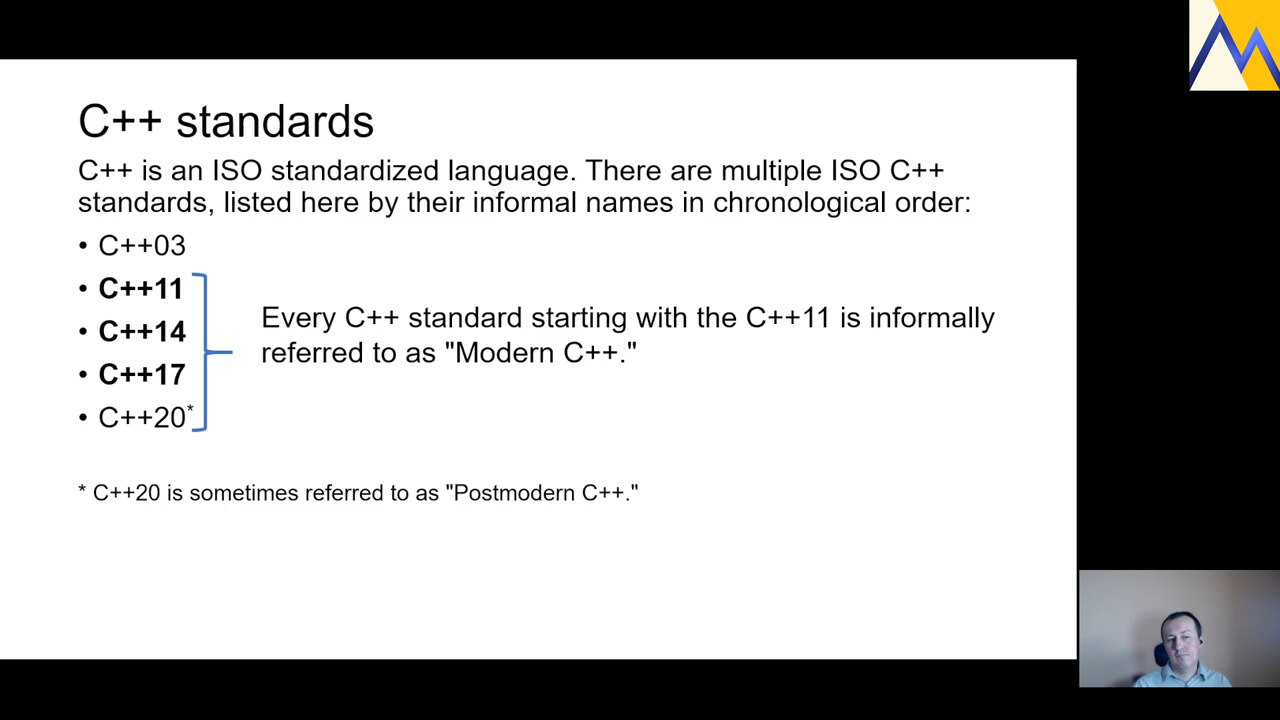 C++ standards
C++ is an ISO standardized language. There are multiple ISO C++
standards, listed here by their informal names in chronological order:
• C++03
• C++11
• C++14
• C++17
• C++20*
Every C++ standard starting with the C++11 is informally
referred to as "Modern C++."
* C++20 is sometimes referred to as "Postmodern C++."